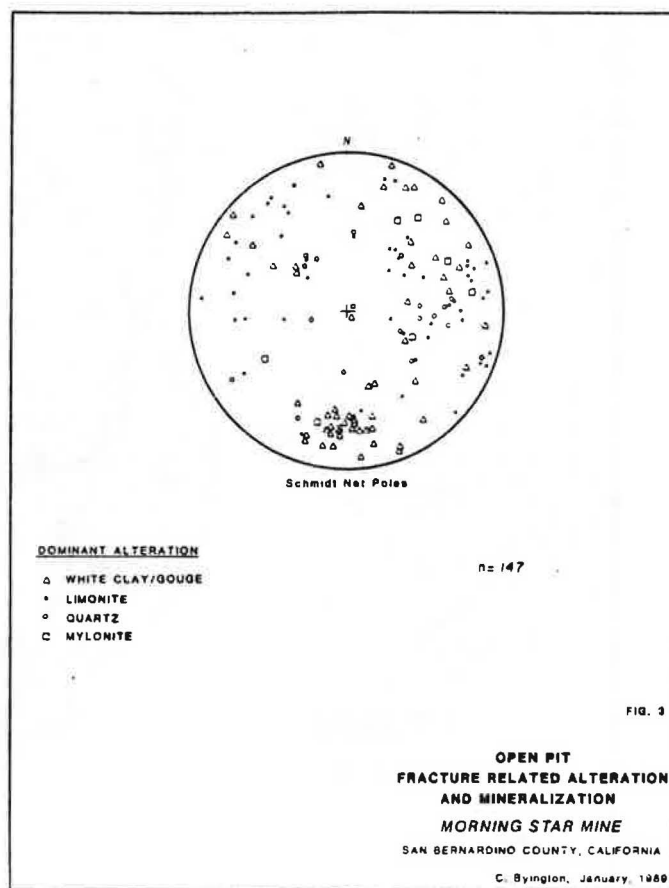 N
Schmidt Net Poles
DOMINANT ALTERATION
WHITE CLAY/GOUGE
LIMONITE
QUARTZ
MYLONITE
n=147
FIG. 3
OPEN PIT
FRACTURE RELATED ALTERATION
AND MINERALIZATION
MORNING STAR MINE
SAN BERNARDINO COUNTY, CALIFORNIA
C. Byington, January, 1989